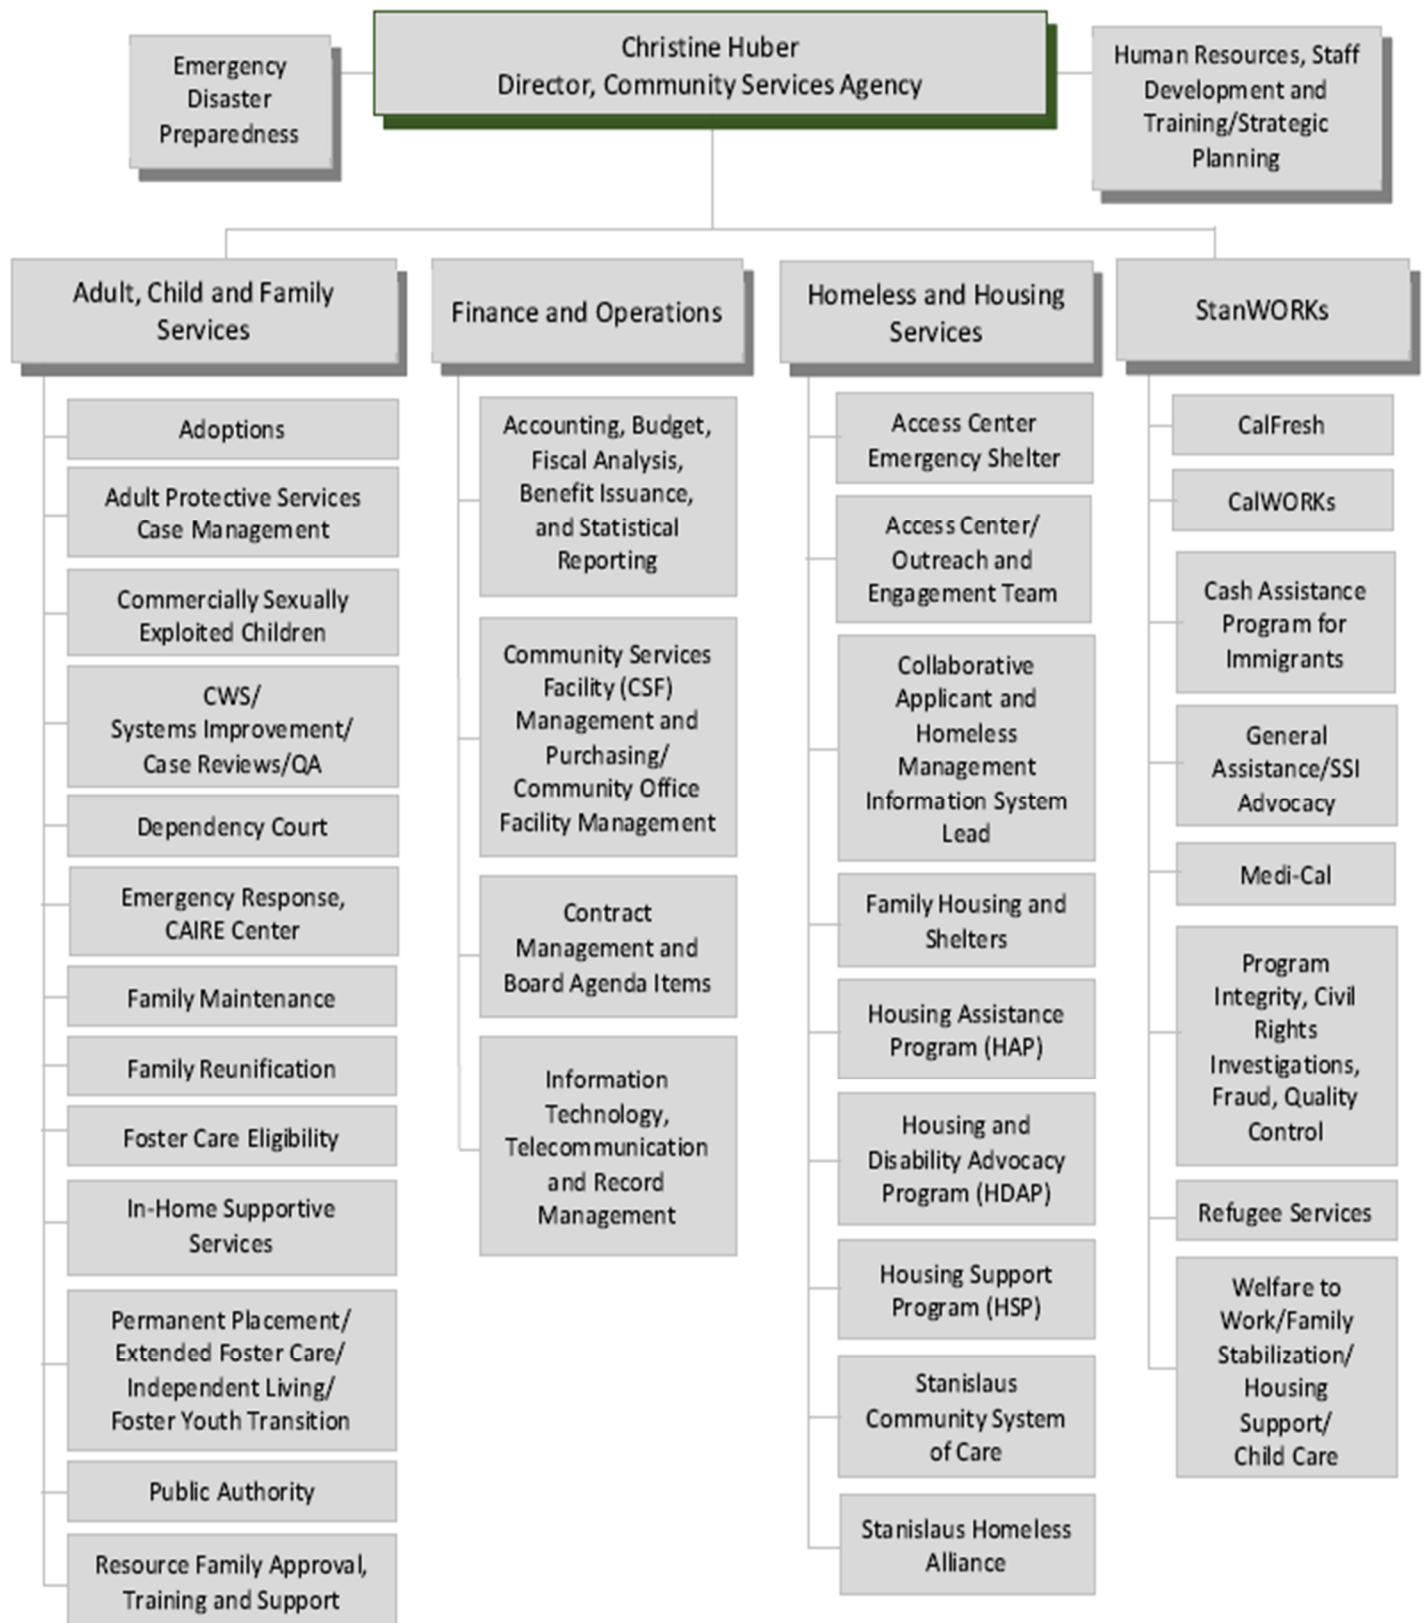 Christine Huber
Director, Community Services Agency
Emergency
Disaster
Preparedness
Human Resources, Staff
Development and
Training/Strategic
Planning
Adult, Child and Family
Services
Adoptions
Adult Protective Services
Case Management
Commercially Sexually
Exploited Children
CWS/
Systems Improvement/
Case Reviews/QA
Dependency Court
Emergency Response,
CAIRE Center
Family Maintenance
Family Reunification
Foster Care Eligibility
In-Home Supportive
Services
Permanent Placement/
Extended Foster Care/
Independent Living/
Foster Youth Transition
Public Authority
Resource Family Approval,
Training and Support
Finance and Operations
Accounting, Budget,
Fiscal Analysis,
Benefit Issuance,
and Statistical
Reporting
Community Services
Facility (CSF)
Management and
Purchasing/
Community Office
Facility Management
Contract
Management and
Board Agenda Items
Information
Technology,
Telecommunication
and Record
Management
Homeless and Housing
Services
Access Center
Emergency Shelter
Access Center/
Outreach and
Engagement Team
Collaborative
Applicant and
Homeless
Management
Information System
Lead
Family Housing and
Shelters
Housing Assistance
Program (HAP)
Housing and
Disability Advocacy
Program (HDAP)
Housing Support
Program (HSP)
Stanislaus
Community System
of Care
Stanislaus Homeless
Alliance
StanWORKs
CalFresh
CalWORKs
Cash Assistance
Program for
Immigrants
General
Assistance/SSI
Advocacy
Medi-Cal
Program
Integrity, Civil
Rights
Investigations,
Fraud, Quality
Control
Refugee Services
Welfare to
Work/Family
Stabilization/
Housing
Support/
Child Care